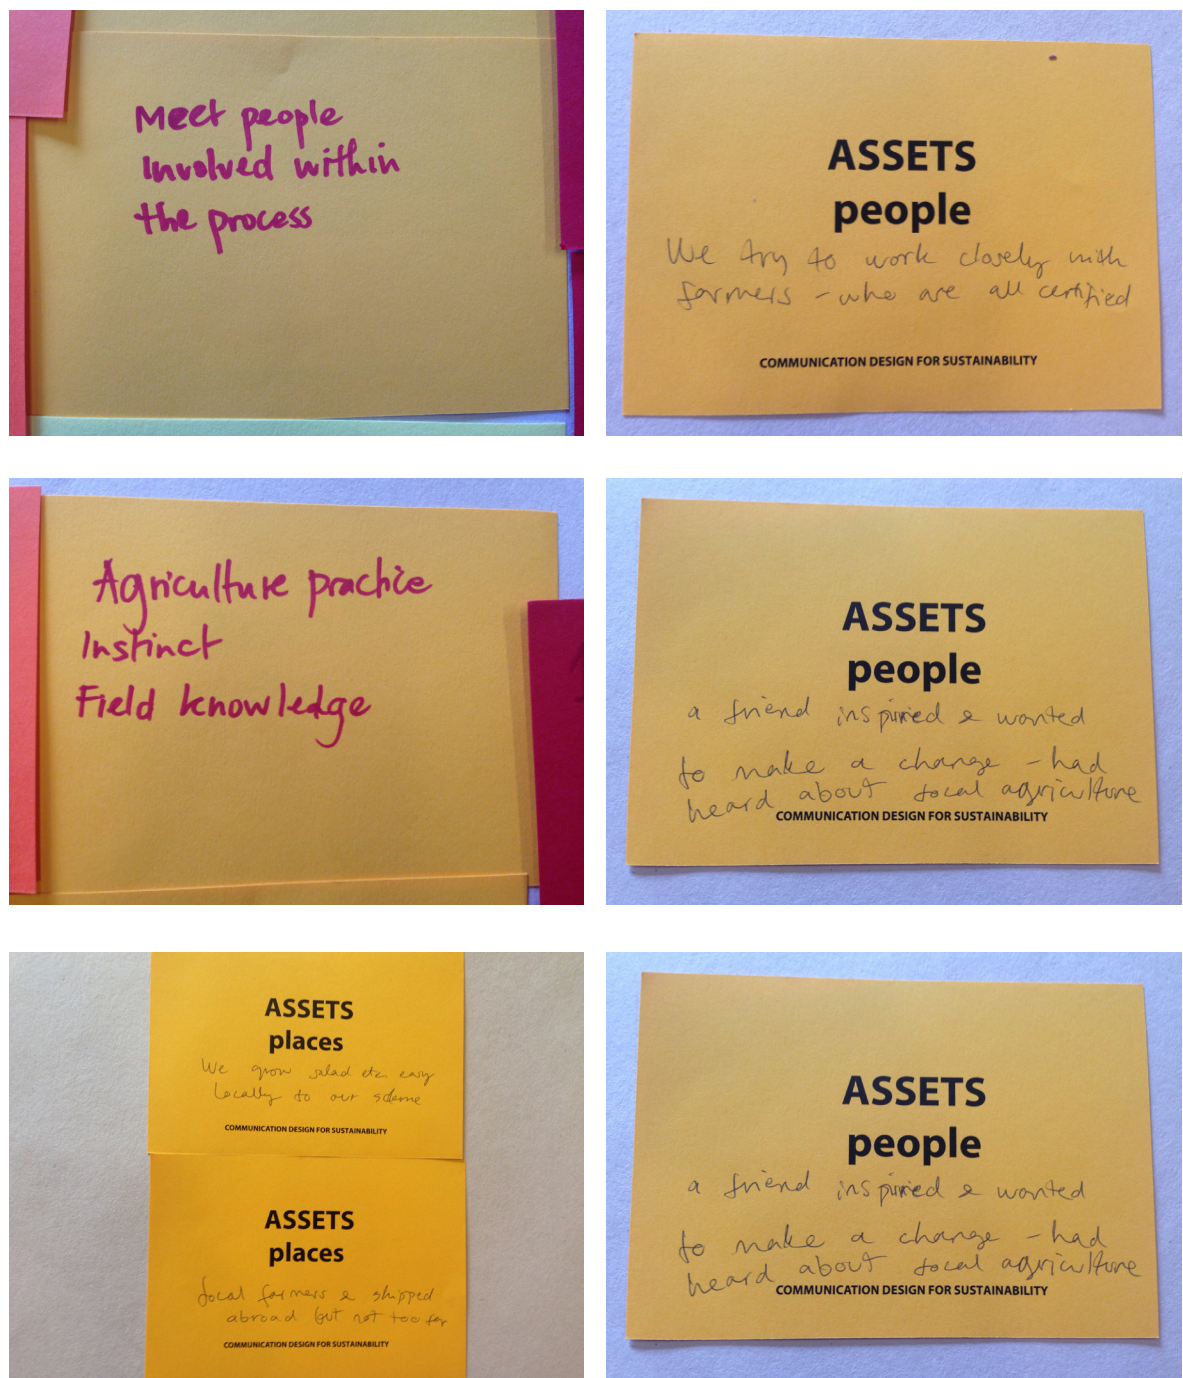 Meet people
Involved within
the process
ASSETS
people
We try to work closely with
farmers - who are all certified
COMMUNICATION DESIGN FOR SUSTAINABILITY
Agriculture practice
Instinct
Field knowledge
ASSETS
people
a friend inspired & wanted
to make a change - had
heard about local agriculture
COMMUNICATION DESIGN FOR SUSTAINABILITY
ASSETS
places
We grow salad etc easy
locally to our scheme
COMMUNICATION DESIGN FOR SUSTAINABILITY
ASSETS
places
local farmers & shipped
abroad but not too far
COMMUNICATION DESIGN FOR SUSTAINABILITY
ASSETS
people
a friend inspired & wanted
to make a change - had
heard about local agriculture
COMMUNICATION DESIGN FOR SUSTAINABILITY